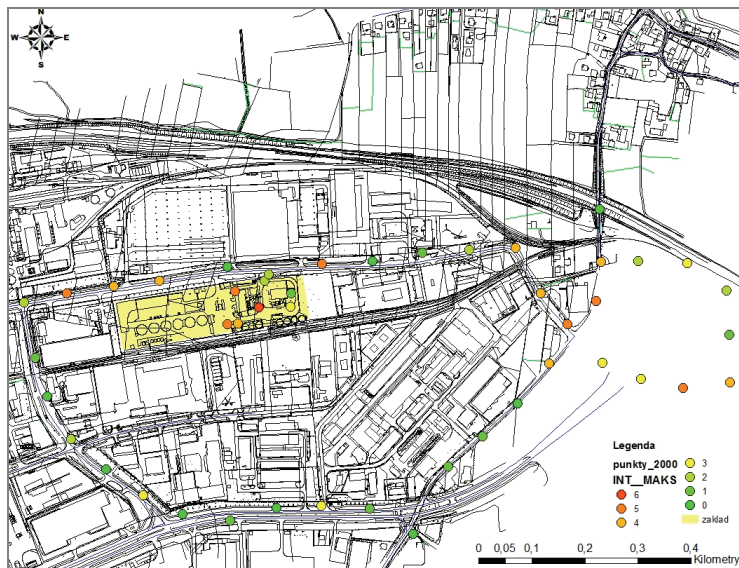 N
W E
S
Legenda
punkty_2000
INT__MAKS
6
5
4
3
2
1
0
zaklad
0 0,05 0,1 0,2 0,3 0,4
Kilometry